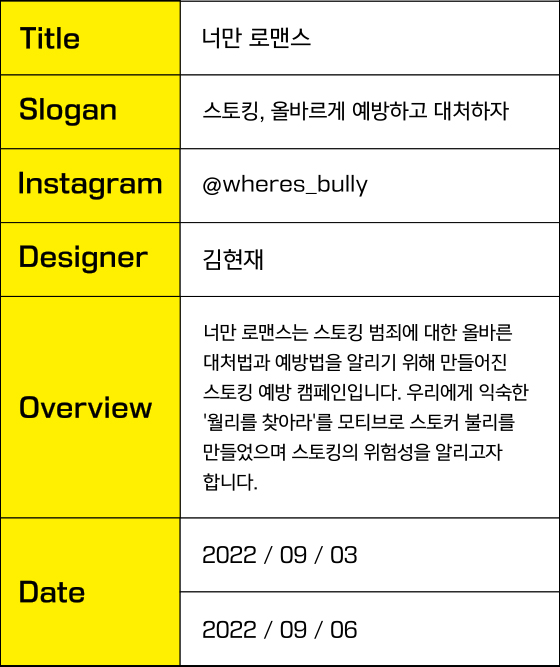 Title
너만 로맨스
Slogan
스토킹, 올바르게 예방하고 대처하자
Instagram
@wheres_bully
Designer
김현재
Overview
너만 로맨스는 스토킹 범죄에 대한 올바른
대처법과 예방법을 알리기 위해 만들어진
스토킹 예방 캠페인입니다. 우리에게 익숙한
'월리를 찾아라'를 모티브로 스토커 불리를
만들었으며 스토킹의 위험성을 알리고자
합니다.
Date
2022 / 09 / 03
2022 / 09 / 06